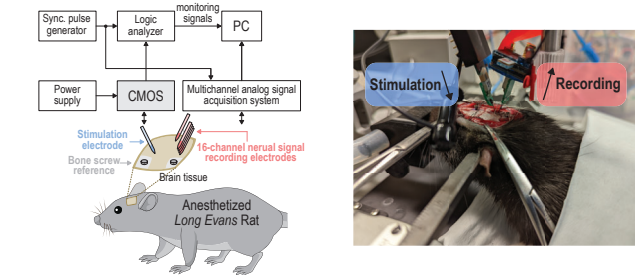 Sync. pulse
generator
Logic
analyzer
monitoring
signals
PC
Power
supply
CMOS
Multichannel analog signal
acquisition system
Stimulation
electrode
16-channel nerual signal
recording electrodes
Bone screw
reference
Brain tissue
Anesthetized
Long Evans Rat
Stimulation
Recording